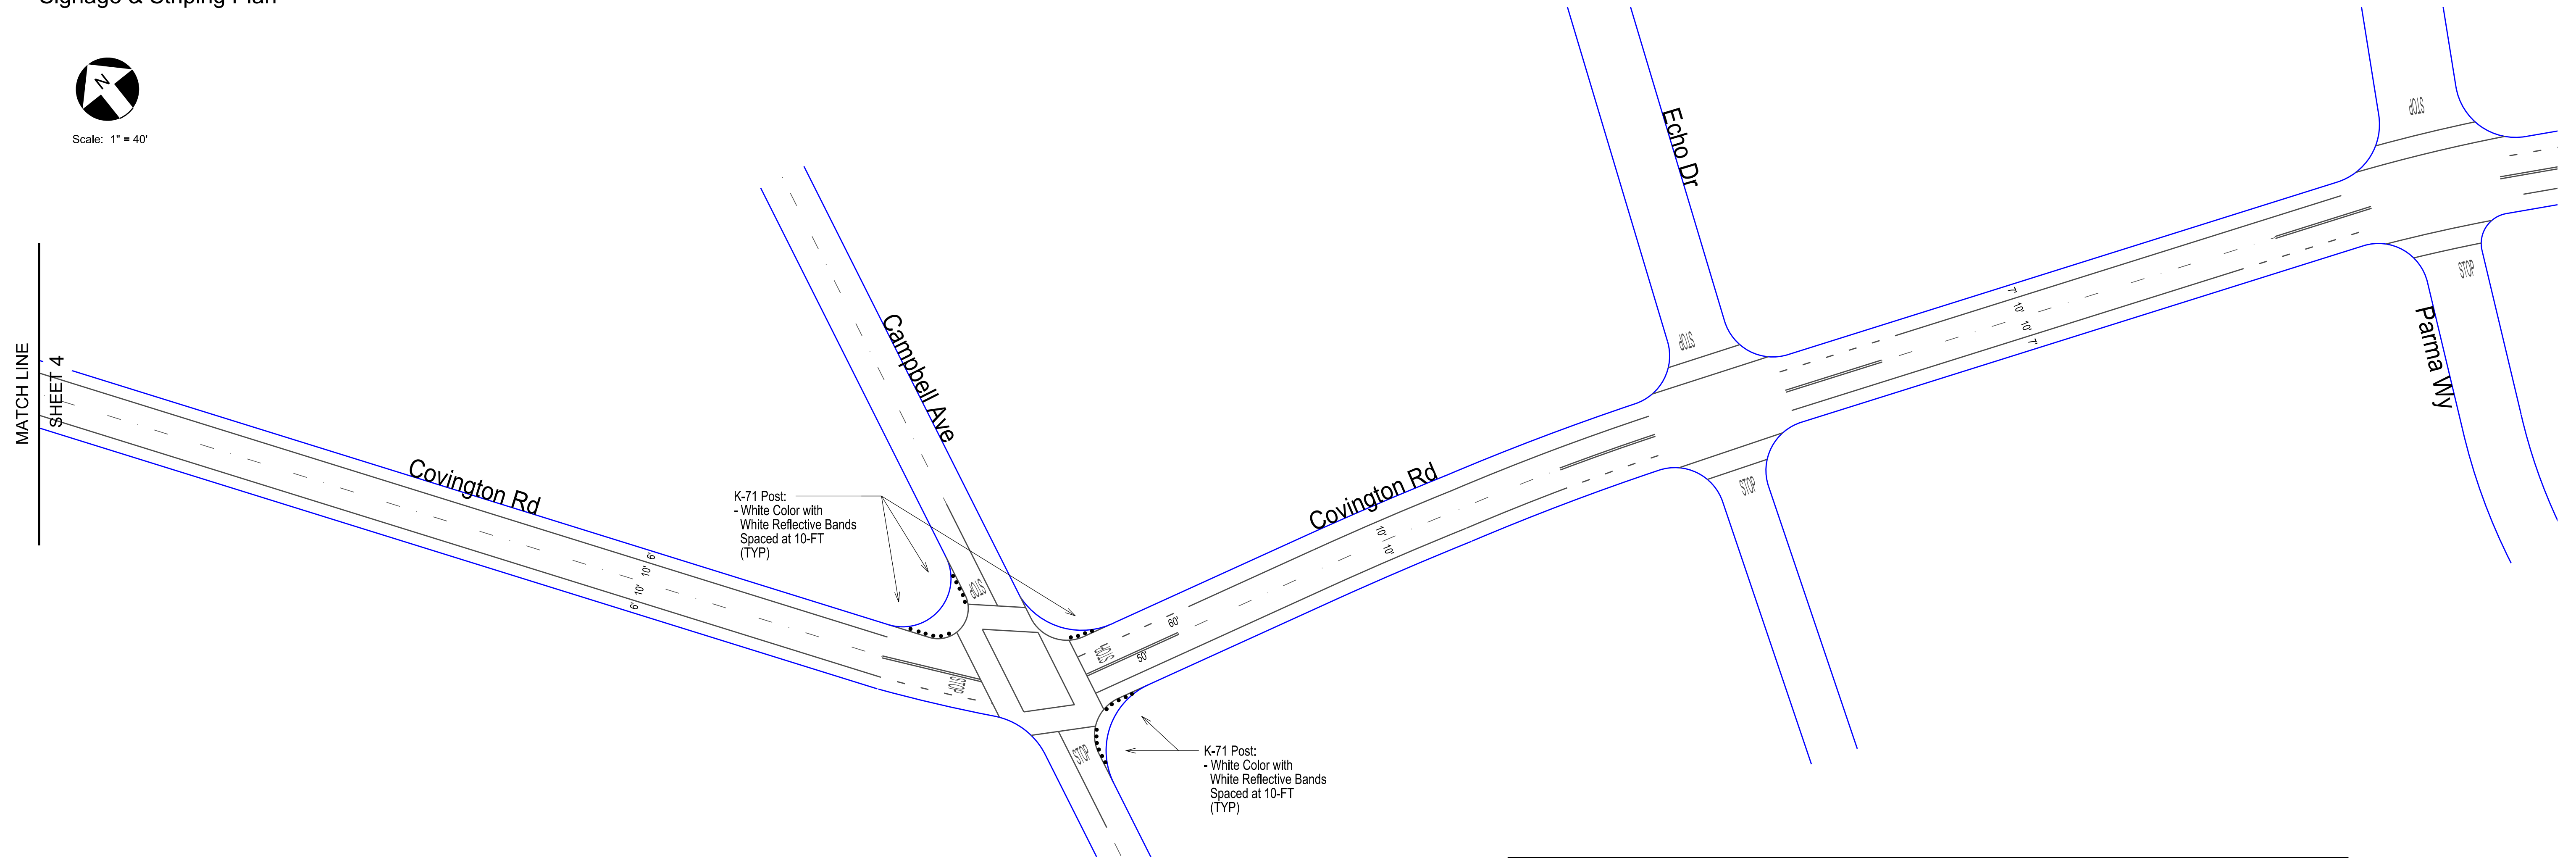 Signage & Striping Plan
N
Scale: 1" = 40'
MATCH LINE
SHEET 4
Covington Rd
6'
10'
10'
6'
Campbell Ave
K-71 Post:
- White Color with
White Reflective Bands
Spaced at 10-FT
(TYP)
STOP
STOP
STOP
STOP
60'
50'
K-71 Post:
- White Color with
White Reflective Bands
Spaced at 10-FT
(TYP)
Covington Rd
10'
10'
Echo Dr
STOP
STOP
7'
10'
10'
7'
STOP
STOP
Parma Wy